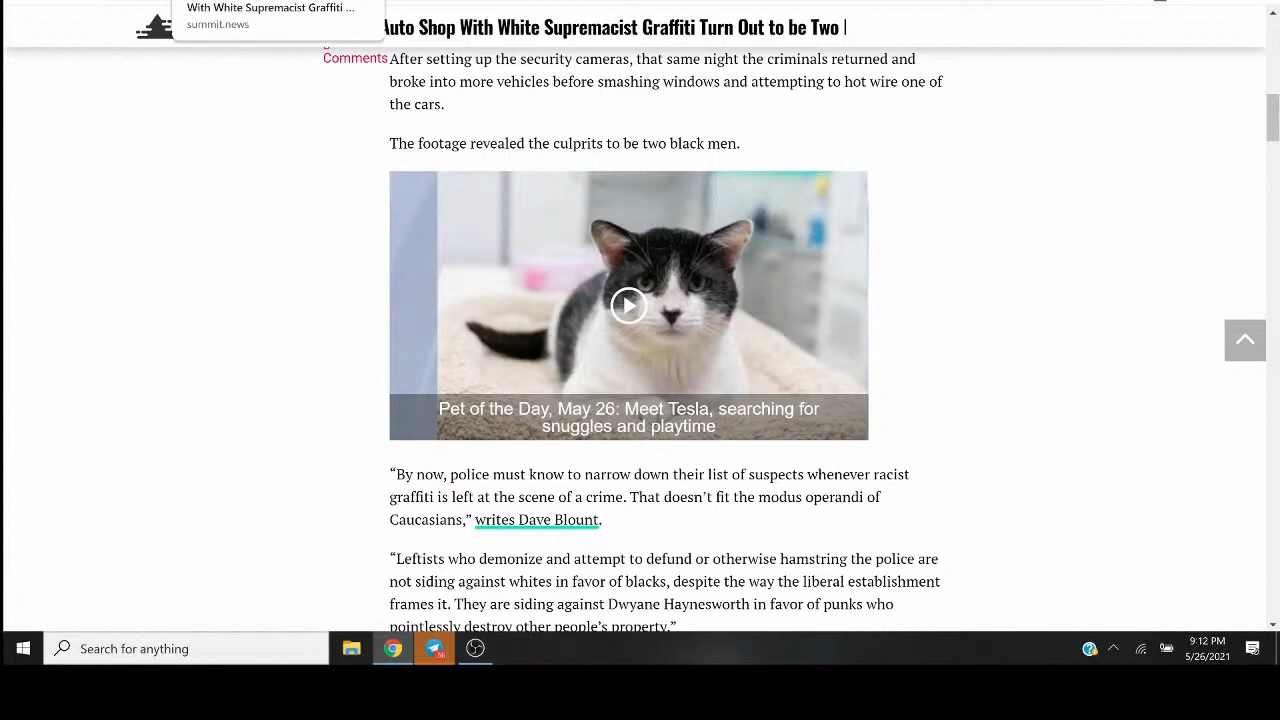 With White Supremacist Graffiti ...
summit.news
Auto Shop With White Supremacist Graffiti Turn Out to be Two
Comments
After setting up the security cameras, that same night the criminals returned and
broke into more vehicles before smashing windows and attempting to hot wire one of
the cars.
The footage revealed the culprits to be two black men.
Pet of the Day, May 26: Meet Tesla, searching for
snuggles and playtime
“By now, police must know to narrow down their list of suspects whenever racist
graffiti is left at the scene of a crime. That doesn’t fit the modus operandi of
Caucasians,” writes Dave Blount.
“Leftists who demonize and attempt to defund or otherwise hamstring the police are
not siding against whites in favor of blacks, despite the way the liberal establishment
frames it. They are siding against Dwyane Haynesworth in favor of punks who
pointlessly destroy other people’s property.”
Search for anything
56
9:12 PM
5/26/2021